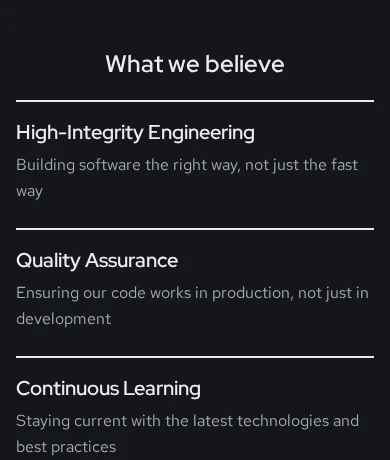 What we believe
High-Integrity Engineering
Building software the right way, not just the fast
way
Quality Assurance
Ensuring our code works in production, not just in
development
Continuous Learning
Staying current with the latest technologies and
best practices